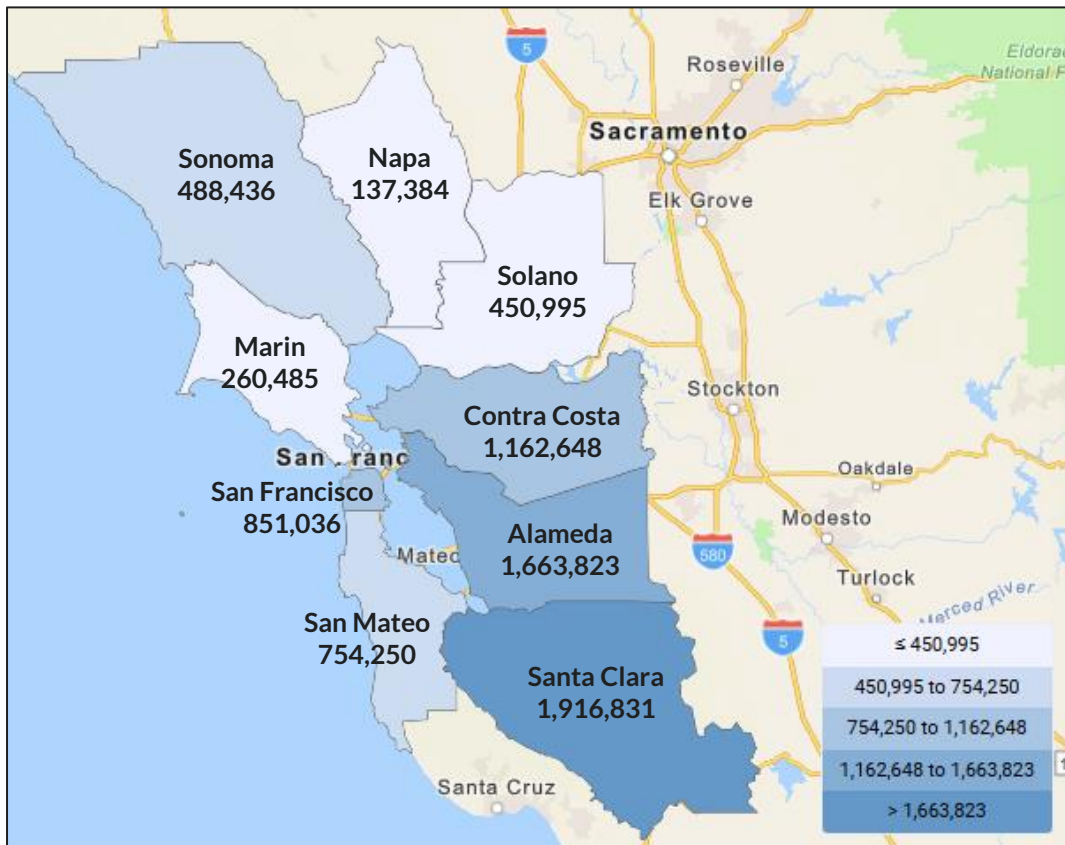 5
Roseville
Eldorado
National F
Sacramento
Sonoma
488,436
Napa
137,384
Elk Grove
Solano
450,995
Marin
260,485
Stockton
Contra Costa
1,162,648
San Franc
Oakdale
San Francisco
851,036
Modesto
Alameda
1,663,823
Mateo
580
Turlock
Merced River
San Mateo
754,250
5
Santa Clara
1,916,831
Santa Cruz
≤ 450,995
450,995 to 754,250
754,250 to 1,162,648
1,162,648 to 1,663,823
> 1,663,823
1